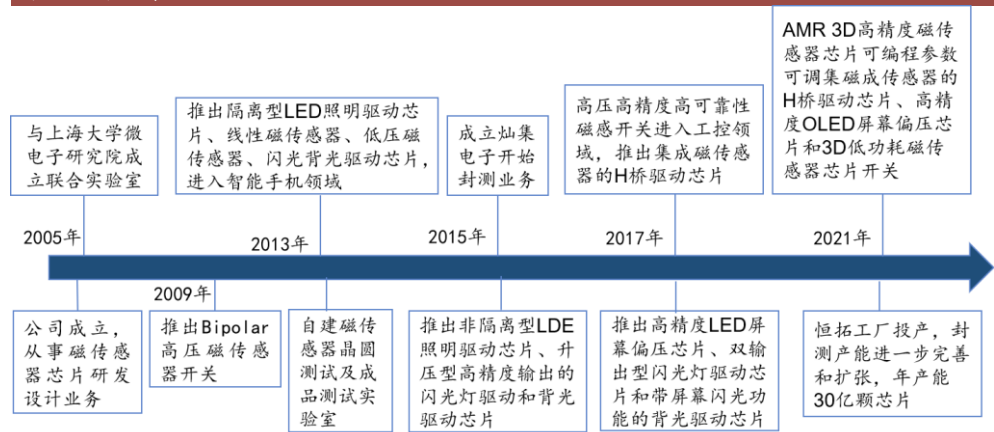 与上海大学微
电子研究院成
立联合实验室
推出隔离型LED照明驱动芯
片、线性磁传感器、低压磁
传感器、闪光背光驱动芯片,
进入智能手机领域
成立灿集
电子开始
封测业务
高压高精度高可靠性
磁感开关进入工控领
域，推出集成磁传感
器的H桥驱动芯片
AMR 3D高精度磁传
感器芯片可编程参数
可调集磁成传感器的
H桥驱动芯片、高精
度OLED屏幕偏压芯
片和3D低功耗磁传
感器芯片开关
2005年
2013年
2015年
2017年
2021年
2009年
公司成立，
从事磁传感
器芯片研发
设计业务
推出Bipolar
高压磁传感
器开关
自建磁传
感器晶圆
测试及成
品测试实
验室
推出非隔离型LDE
照明驱动芯片、升
压型高精度输出的
闪光灯驱动和背光
驱动芯片
推出高精度LED屏
幕偏压芯片、双输
出型闪光灯驱动芯
片和带屏幕闪光功
能的背光驱动芯片
恒拓工厂投产，封
测产能进一步完善
和扩张，年产能
30亿颗芯片